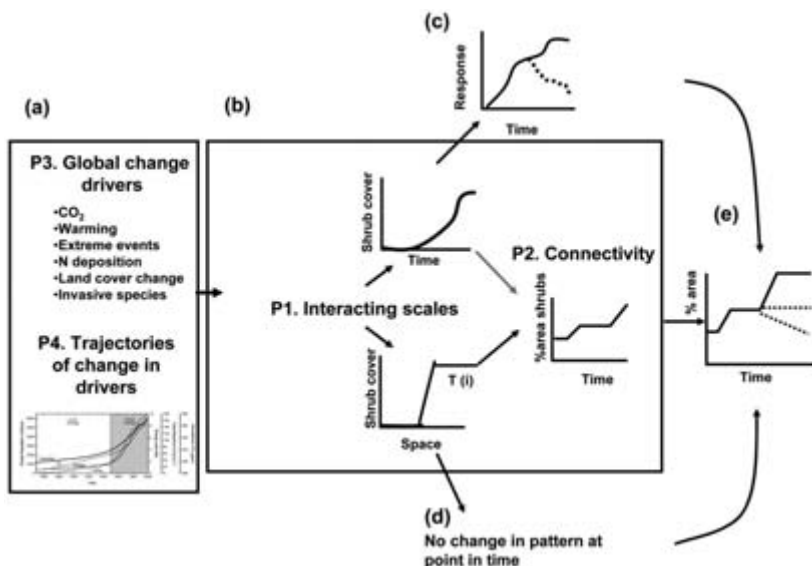 (a)
P3. Global change
drivers
•CO₂
•Warming
•Extreme events
•N deposition
•Land cover change
•Invasive species
P4. Trajectories
of change in
drivers
(b)
P1. Interacting scales
Shrub cover
Time
Shrub cover
T (i)
Space
P2. Connectivity
%area shrubs
Time
(c)
Response
Time
(d)
No change in pattern at
point in time
(e)
% area
Time